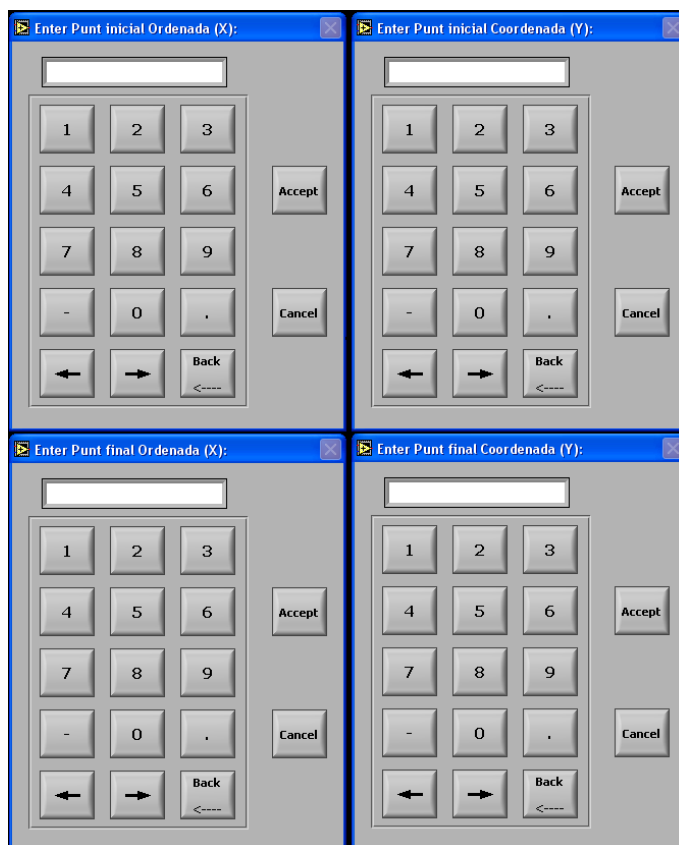 Enter Punt inicial Ordenada (X):
1 2 3
4 5 6 Accept
7 8 9
- 0 . Cancel
Back
<----
Enter Punt inicial Coordenada (Y):
1 2 3
4 5 6 Accept
7 8 9
- 0 . Cancel
Back
<----
Enter Punt final Ordenada (X):
1 2 3
4 5 6 Accept
7 8 9
- 0 . Cancel
Back
<----
Enter Punt final Coordenada (Y):
1 2 3
4 5 6 Accept
7 8 9
- 0 . Cancel
Back
<----